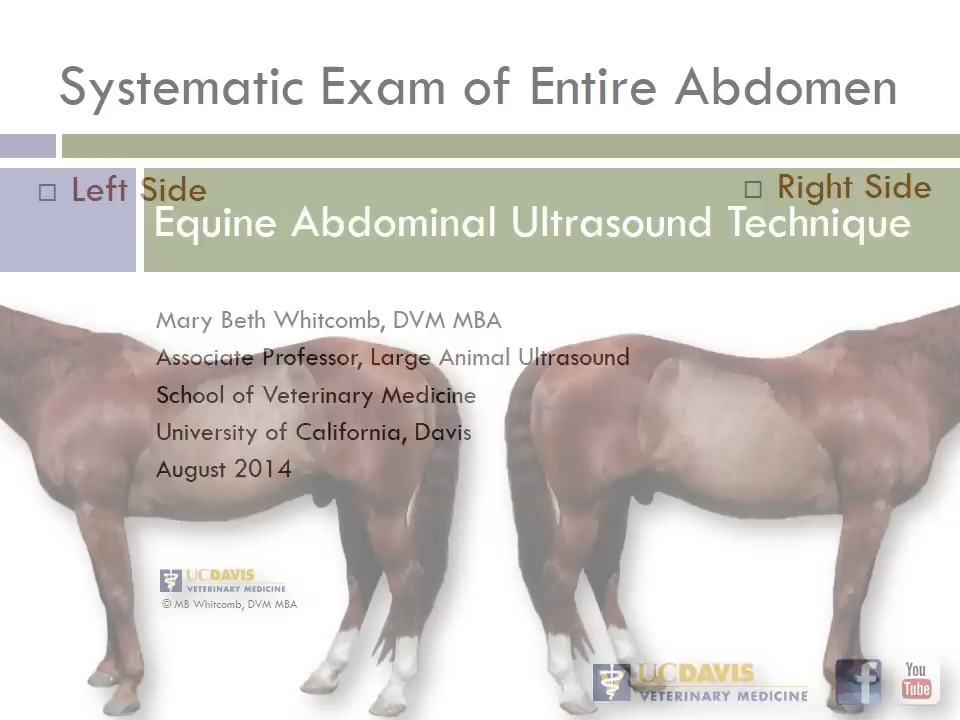 Systematic Exam of Entire Abdomen
Left Side
Right Side
Equine Abdominal Ultrasound Technique
Mary Beth Whitcomb, DVM MBA
Associate Professor, Large Animal Ultrasound
School of Veterinary Medicine
University of California, Davis
August 2014
UCDAVIS
VETERINARY MEDICINE
© MB Whitcomb, DVM MBA
UCDAVIS
VETERINARY MEDICINE
f
You
Tube